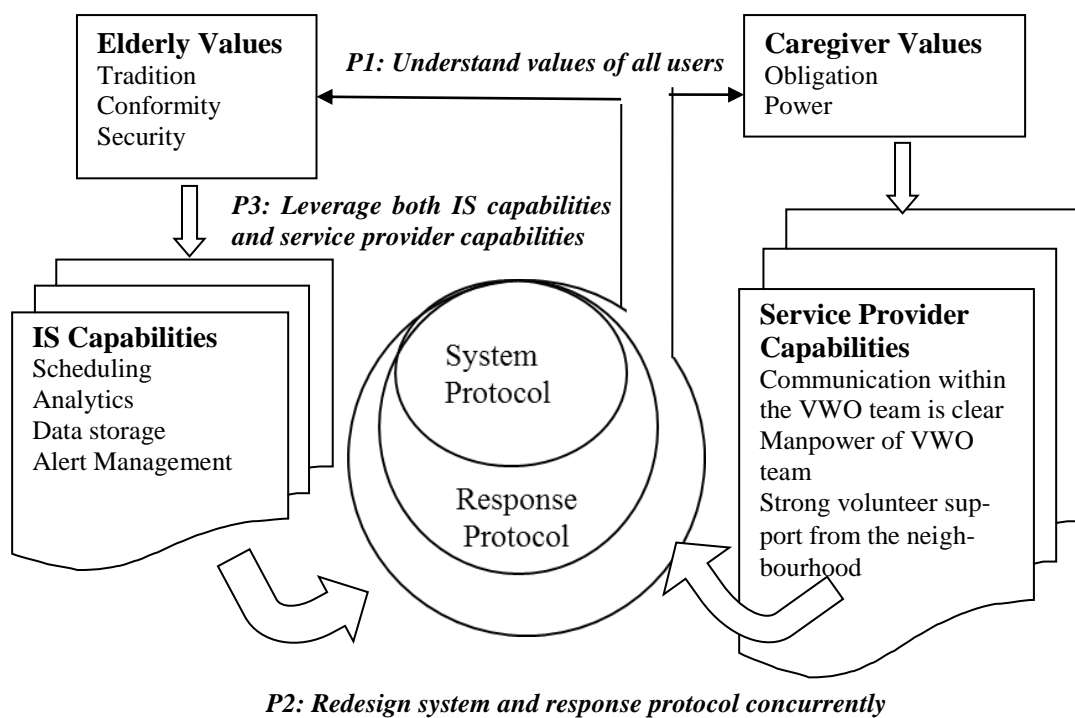 Elderly Values
Tradition
Conformity
Security
P1: Understand values of all users
Caregiver Values
Obligation
Power
P3: Leverage both IS capabilities
and service provider capabilities
IS Capabilities
Scheduling
Analytics
Data storage
Alert Management
System
Protocol
Response
Protocol
Service Provider
Capabilities
Communication within
the VWO team is clear
Manpower of VWO
team
Strong volunteer sup-
port from the neigh-
bourhood
P2: Redesign system and response protocol concurrently